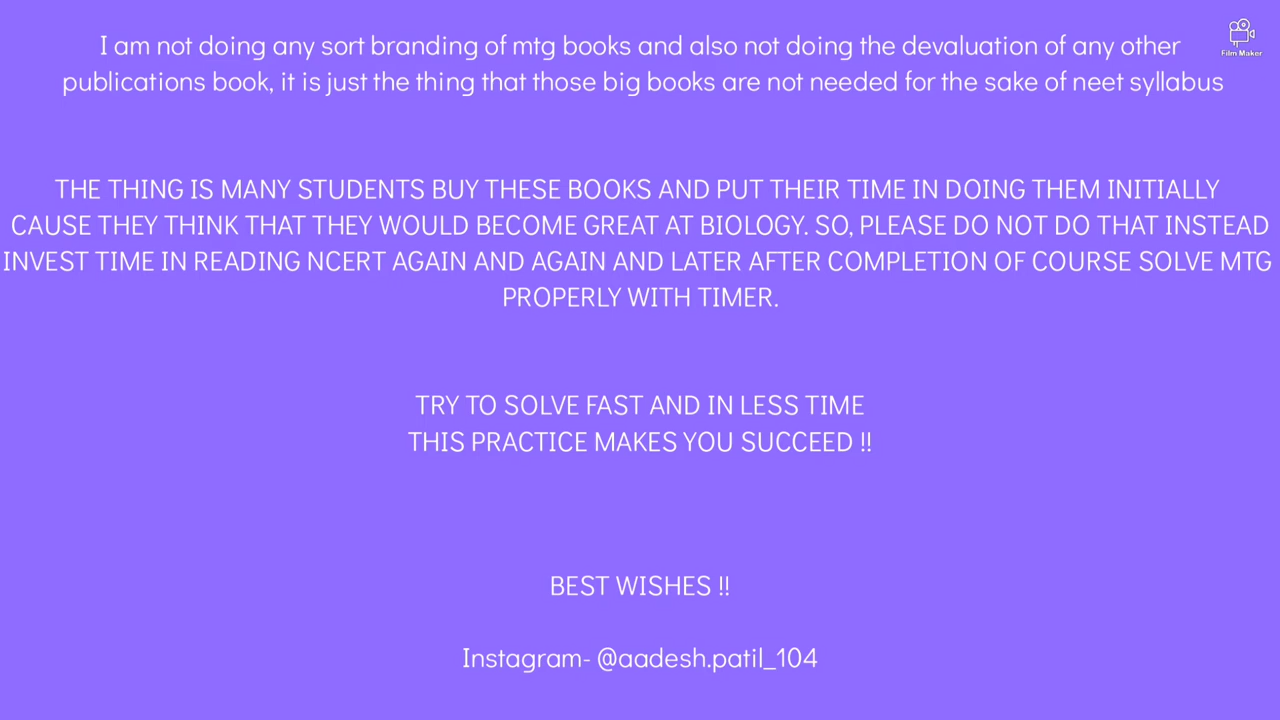 I am not doing any sort branding of mtg books and also not doing the devaluation of any other
publications book, it is just the thing that those big books are not needed for the sake of neet syllabus
Film Maker
THE THING IS MANY STUDENTS BUY THESE BOOKS AND PUT THEIR TIME IN DOING THEM INITIALLY
CAUSE THEY THINK THAT THEY WOULD BECOME GREAT AT BIOLOGY. SO, PLEASE DO NOT DO THAT INSTEAD
INVEST TIME IN READING NCERT AGAIN AND AGAIN AND LATER AFTER COMPLETION OF COURSE SOLVE MTG
PROPERLY WITH TIMER.
TRY TO SOLVE FAST AND IN LESS TIME
THIS PRACTICE MAKES YOU SUCCEED !!
BEST WISHES !!
Instagram- @aadesh.patil_104